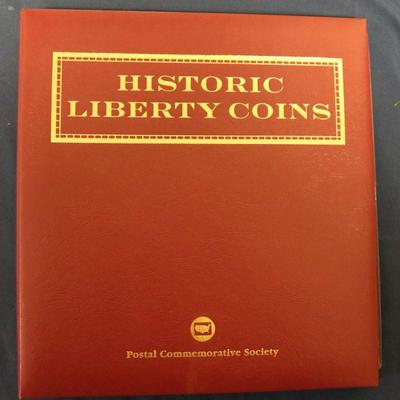 HISTORIC
LIBERTY COINS
Postal Commemorative Society